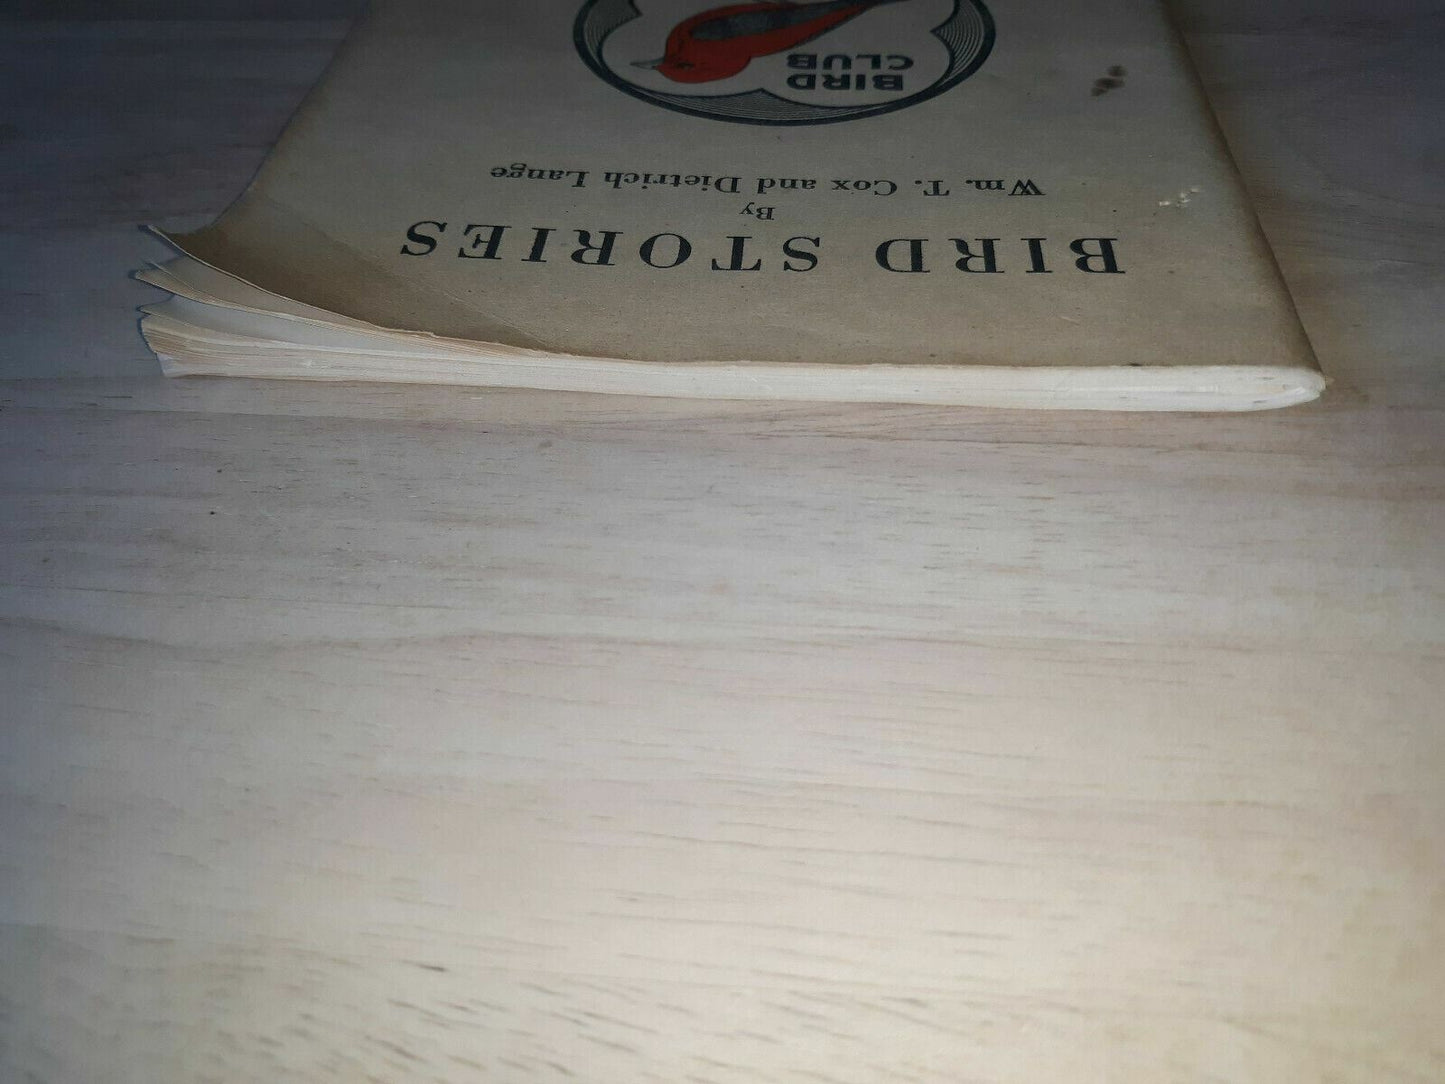 BIRD STORIES
By
Wm. T. Cox and Dietrich Lange
BIRD
CLUB